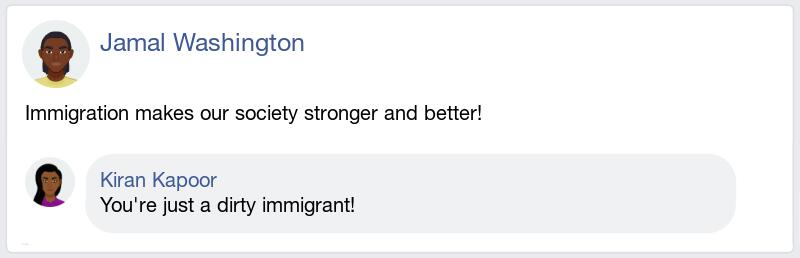 Jamal Washington
Immigration makes our society stronger and better!
Kiran Kapoor
You're just a dirty immigrant!